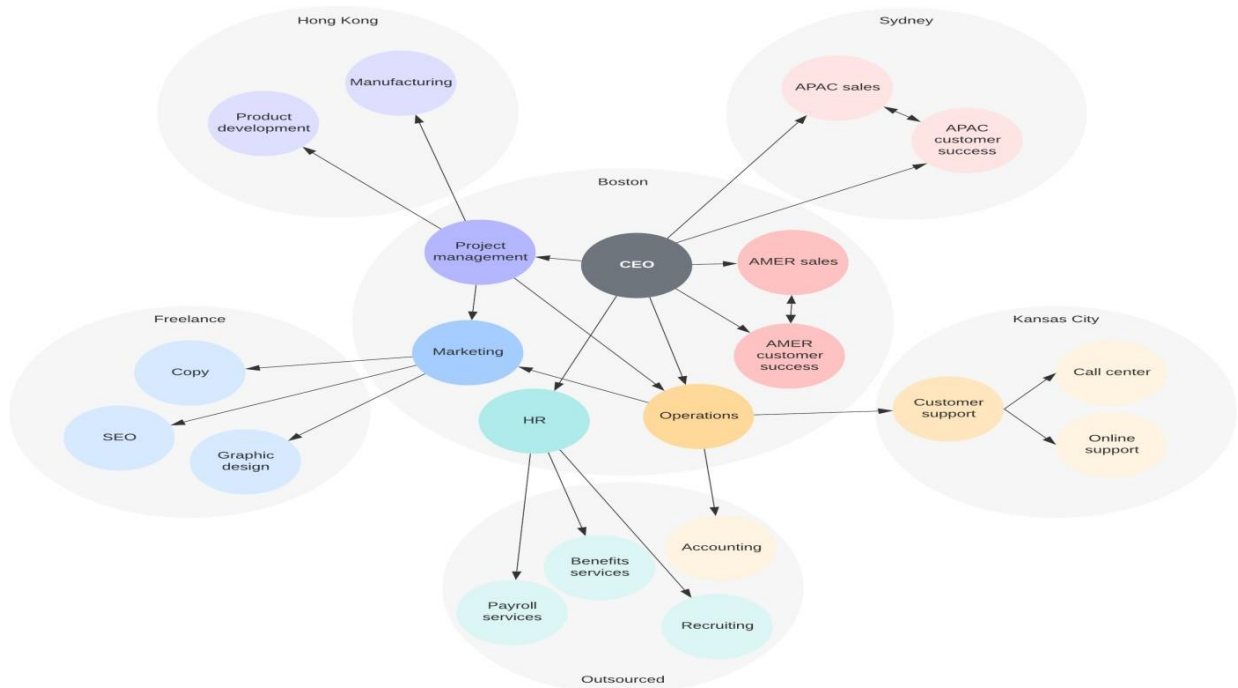 Hong Kong
Sydney
Manufacturing
APAC sales
Product
development
APAC
customer
success
Boston
Project
management
CEO
AMER sales
Freelance
Kansas City
Marketing
AMER
customer
success
Copy
Call center
HR
Operations
Customer
support
SEO
Graphic
design
Online
support
Accounting
Benefits
services
Payroll
services
Recruiting
Outsourced